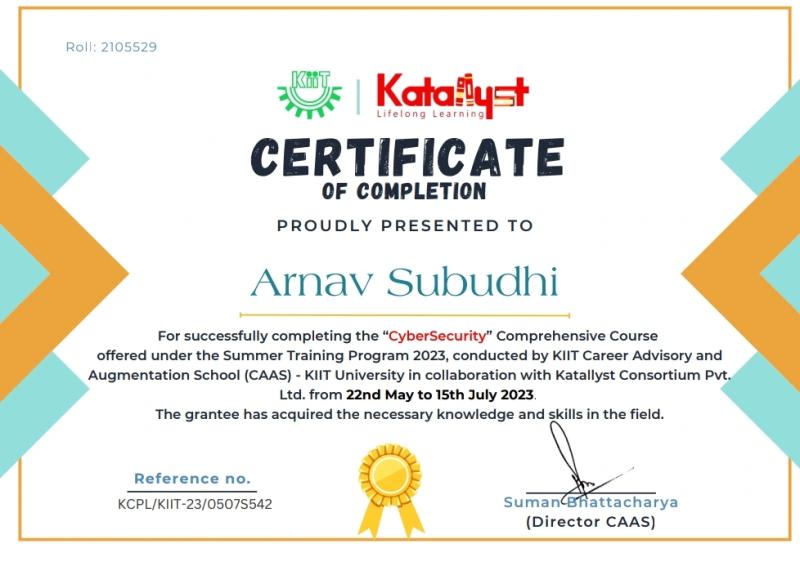 Roll: 2105529
KiiT
Katallyst
Lifelong Learning
CERTIFICATE
OF COMPLETION
PROUDLY PRESENTED TO
Arnav Subudhi
For successfully completing the “CyberSecurity” Comprehensive Course
offered under the Summer Training Program 2023, conducted by KIIT Career Advisory and
Augmentation School (CAAS) - KIIT University in collaboration with Katallyst Consortium Pvt.
Ltd. from 22nd May to 15th July 2023.
The grantee has acquired the necessary knowledge and skills in the field.
Reference no.
KCPL/KIIT-23/0507S542
Suman Bhattacharya
(Director CAAS)